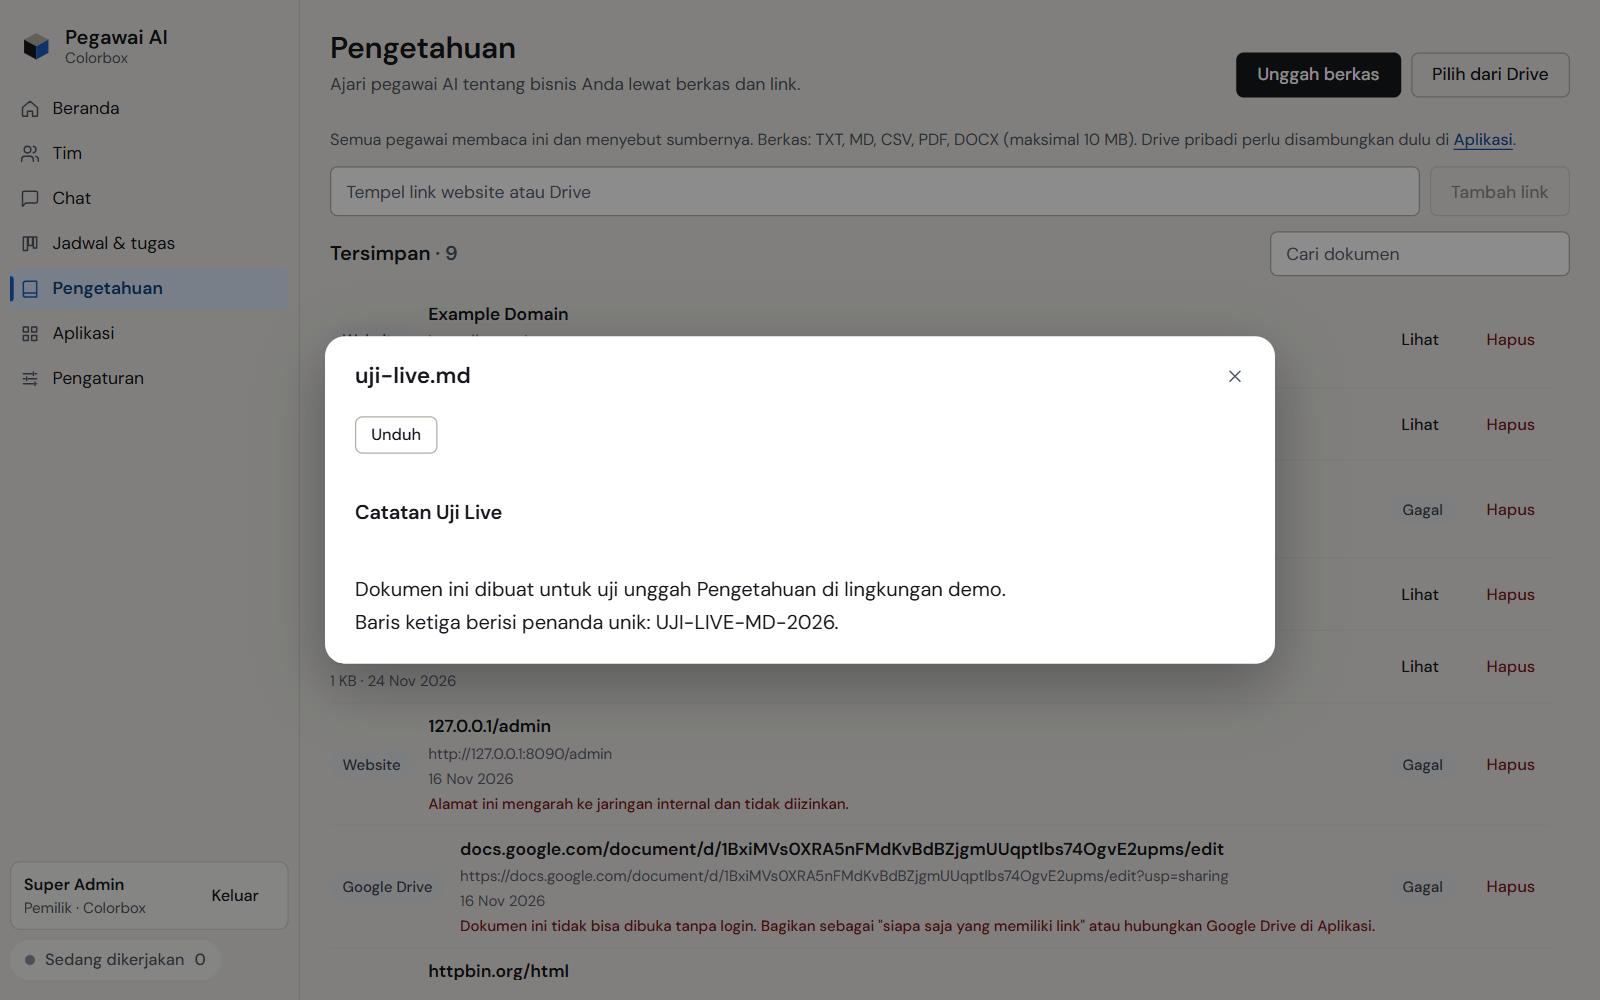 Pegawai AI
Colorbox
Beranda
Tim
Chat
Jadwal & tugas
Pengetahuan
Aplikasi
Pengaturan
Super Admin
Pemilik · Colorbox
Keluar
Sedang dikerjakan 0
Pengetahuan
Ajari pegawai AI tentang bisnis Anda lewat berkas dan link.
Unggah berkas
Pilih dari Drive
Semua pegawai membaca ini dan menyebut sumbernya. Berkas: TXT, MD, CSV, PDF, DOCX (maksimal 10 MB). Drive pribadi perlu disambungkan dulu di Aplikasi.
Tempel link website atau Drive
Tambah link
Tersimpan · 9
Cari dokumen
Example Domain
Lihat
Hapus
Lihat
Hapus
Gagal
Hapus
Lihat
Hapus
uji-live.md
Unduh
Catatan Uji Live
Dokumen ini dibuat untuk uji unggah Pengetahuan di lingkungan demo.
Baris ketiga berisi penanda unik: UJI-LIVE-MD-2026.
Lihat
Hapus
1 KB · 24 Nov 2026
127.0.0.1/admin
Website
http://127.0.0.1:8090/admin
16 Nov 2026
Alamat ini mengarah ke jaringan internal dan tidak diizinkan.
Gagal
Hapus
docs.google.com/document/d/1BxiMVs0XRA5nFMdKvBdBZjgmUUqptlbs74OgvE2upms/edit
Google Drive
https://docs.google.com/document/d/1BxiMVs0XRA5nFMdKvBdBZjgmUUqptlbs74OgvE2upms/edit?usp=sharing
16 Nov 2026
Dokumen ini tidak bisa dibuka tanpa login. Bagikan sebagai "siapa saja yang memiliki link" atau hubungkan Google Drive di Aplikasi.
Gagal
Hapus
httpbin.org/html